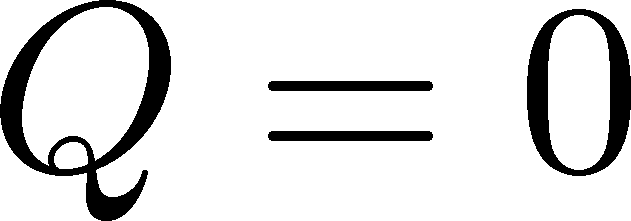 Q = 0